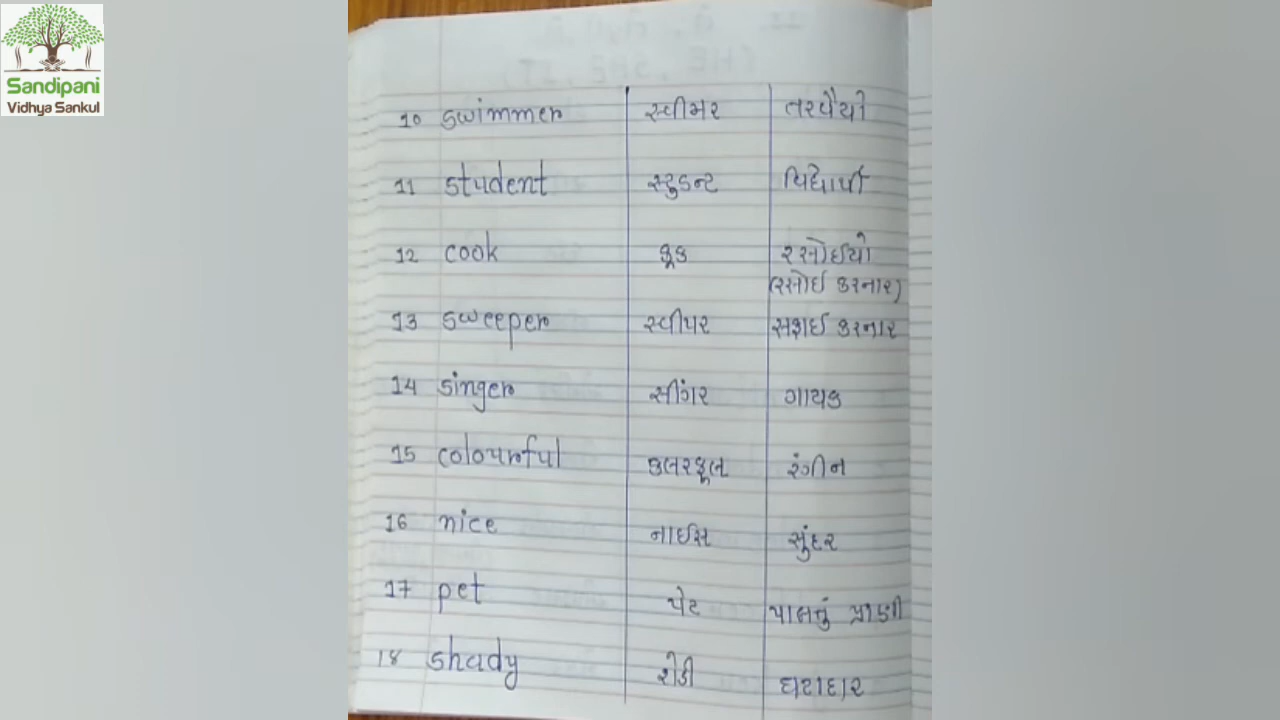 Sandipani
Vidhya Sankul
10 swimmer સ્વીમર તરવૈયો
11 student સ્ટુડન્ટ વિદ્યાર્થી
12 cook કૂક રસોઈયો
(રસોઈ કરનાર)
13 sweeper સ્વીપર સફાઈ કરનાર
14 singer સીંગર ગાયક
15 colourful કલરફૂલ રંગીન
16 nice નાઈસ સુંદર
17 pet પેટ પાલતું પ્રાણી
18 shady શેડી ઘટાદાર